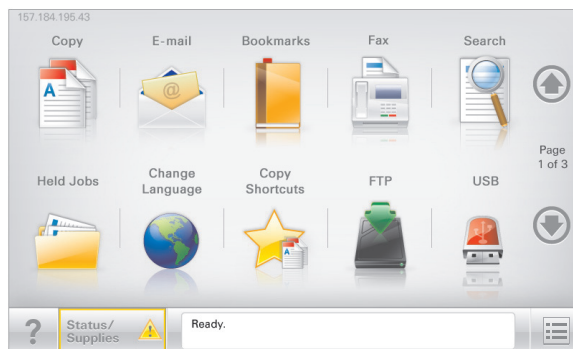 157.184.195.43
Copy
E-mail
Bookmarks
Fax
Search
A
@
Page
1 of 3
Held Jobs
Change
Language
Copy
Shortcuts
FTP
USB
A
?
Status/
Supplies
!
Ready.